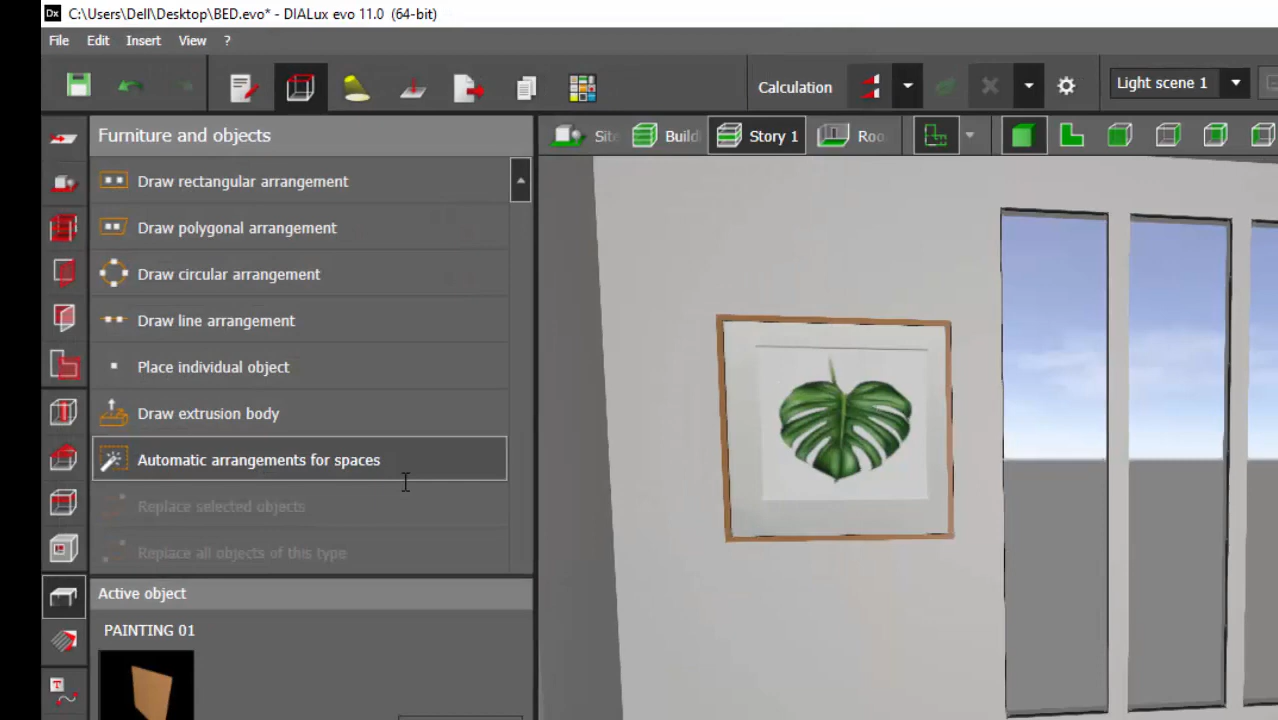 C:\Users\Dell\Desktop\BED.evo* - DIALux evo 11.0 (64-bit)
File Edit Insert View ?
Calculation
Light scene 1
Furniture and objects
Sit
Buildi
Story 1
Roo
Draw rectangular arrangement
Draw polygonal arrangement
Draw circular arrangement
Draw line arrangement
Place individual object
Draw extrusion body
Automatic arrangements for spaces
Replace selected objects
Replace all objects of this type
Active object
PAINTING 01